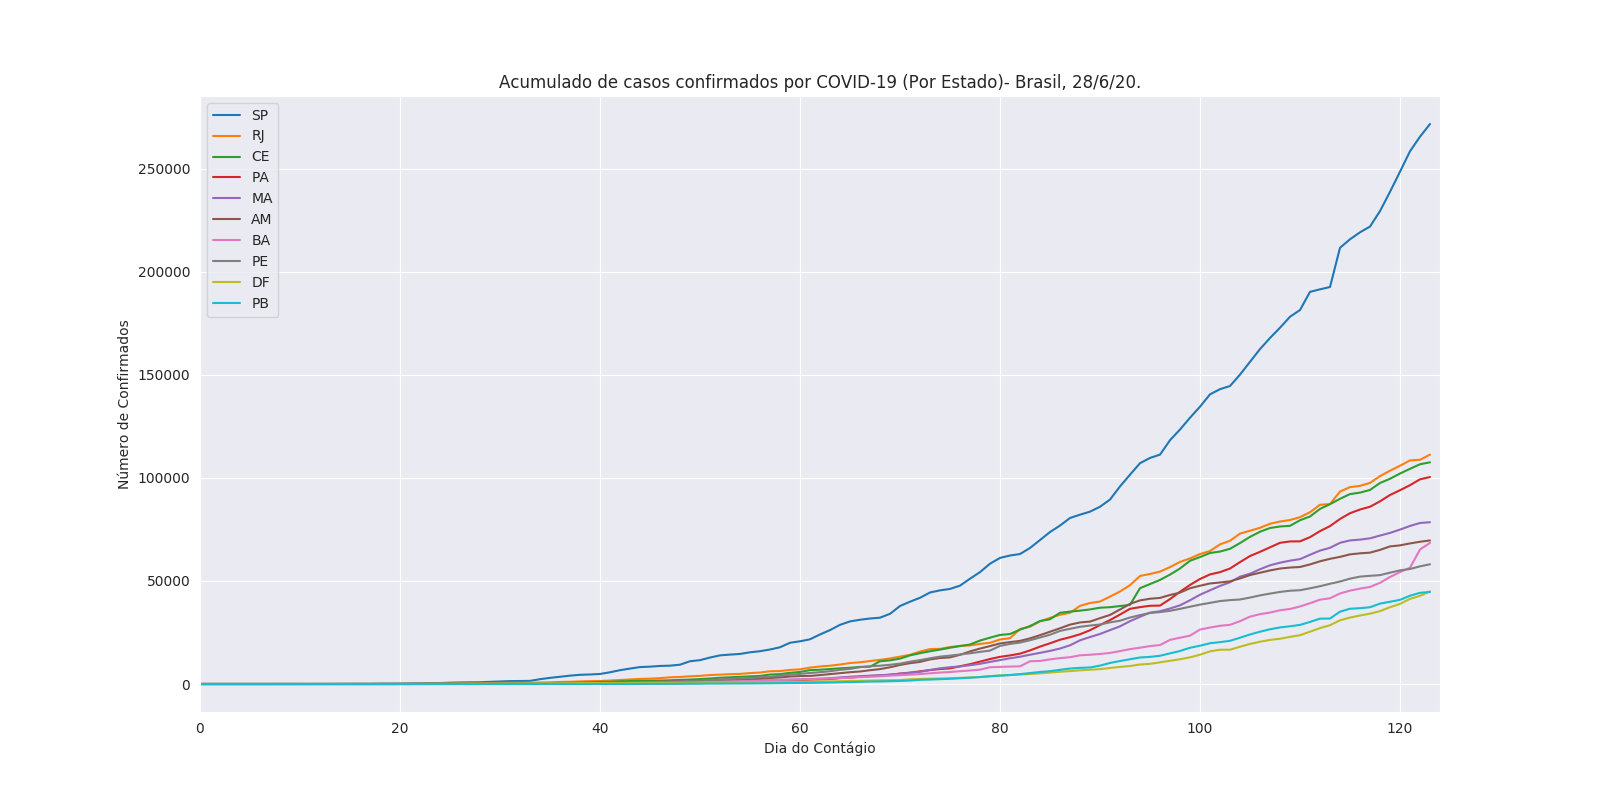 Acumulado de casos confirmados por COVID-19 (Por Estado)- Brasil, 28/6/20.
SP
RJ
CE
PA
MA
AM
BA
PE
DF
PB
250000
200000
150000
100000
50000
0
Número de Confirmados
0 20 40 60 80 100 120
Dia do Contágio